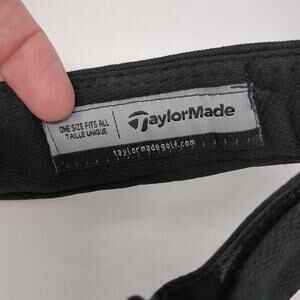 ONE SIZE FITS ALL
TAILLE UNIQUE
TaylorMade
taylormadegolf.com